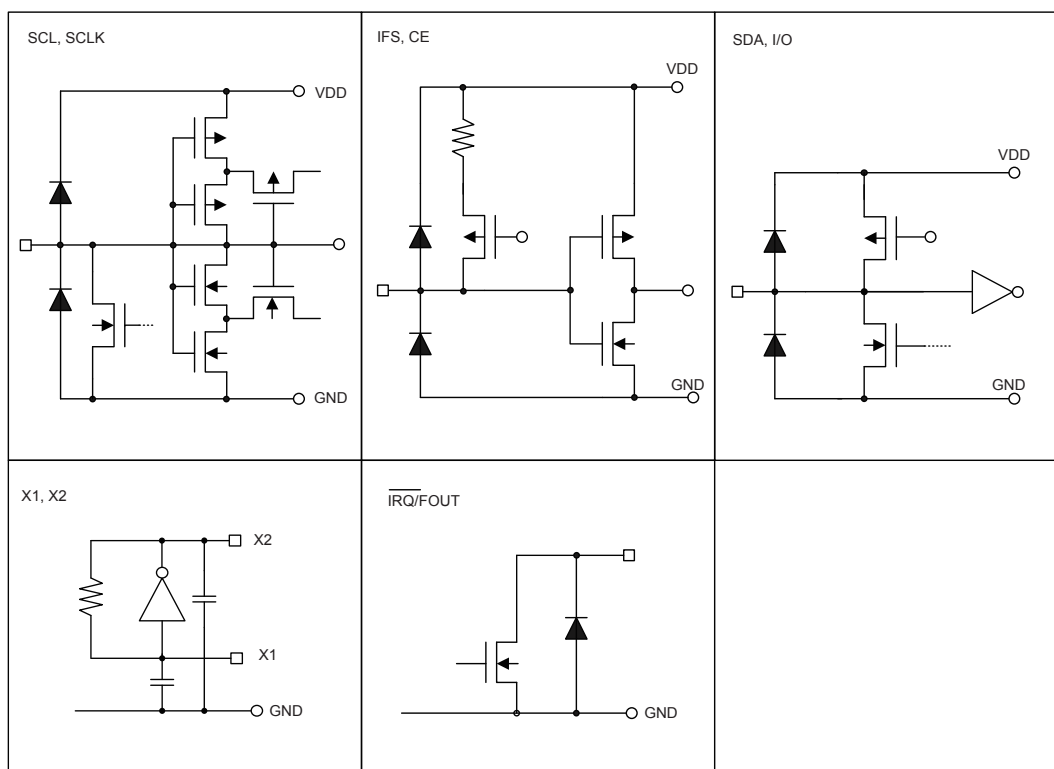 SCL, SCLK
VDD
GND
IFS, CE
VDD
GND
SDA, I/O
VDD
GND
X1, X2
X2
X1
GND
IRQ/FOUT
GND